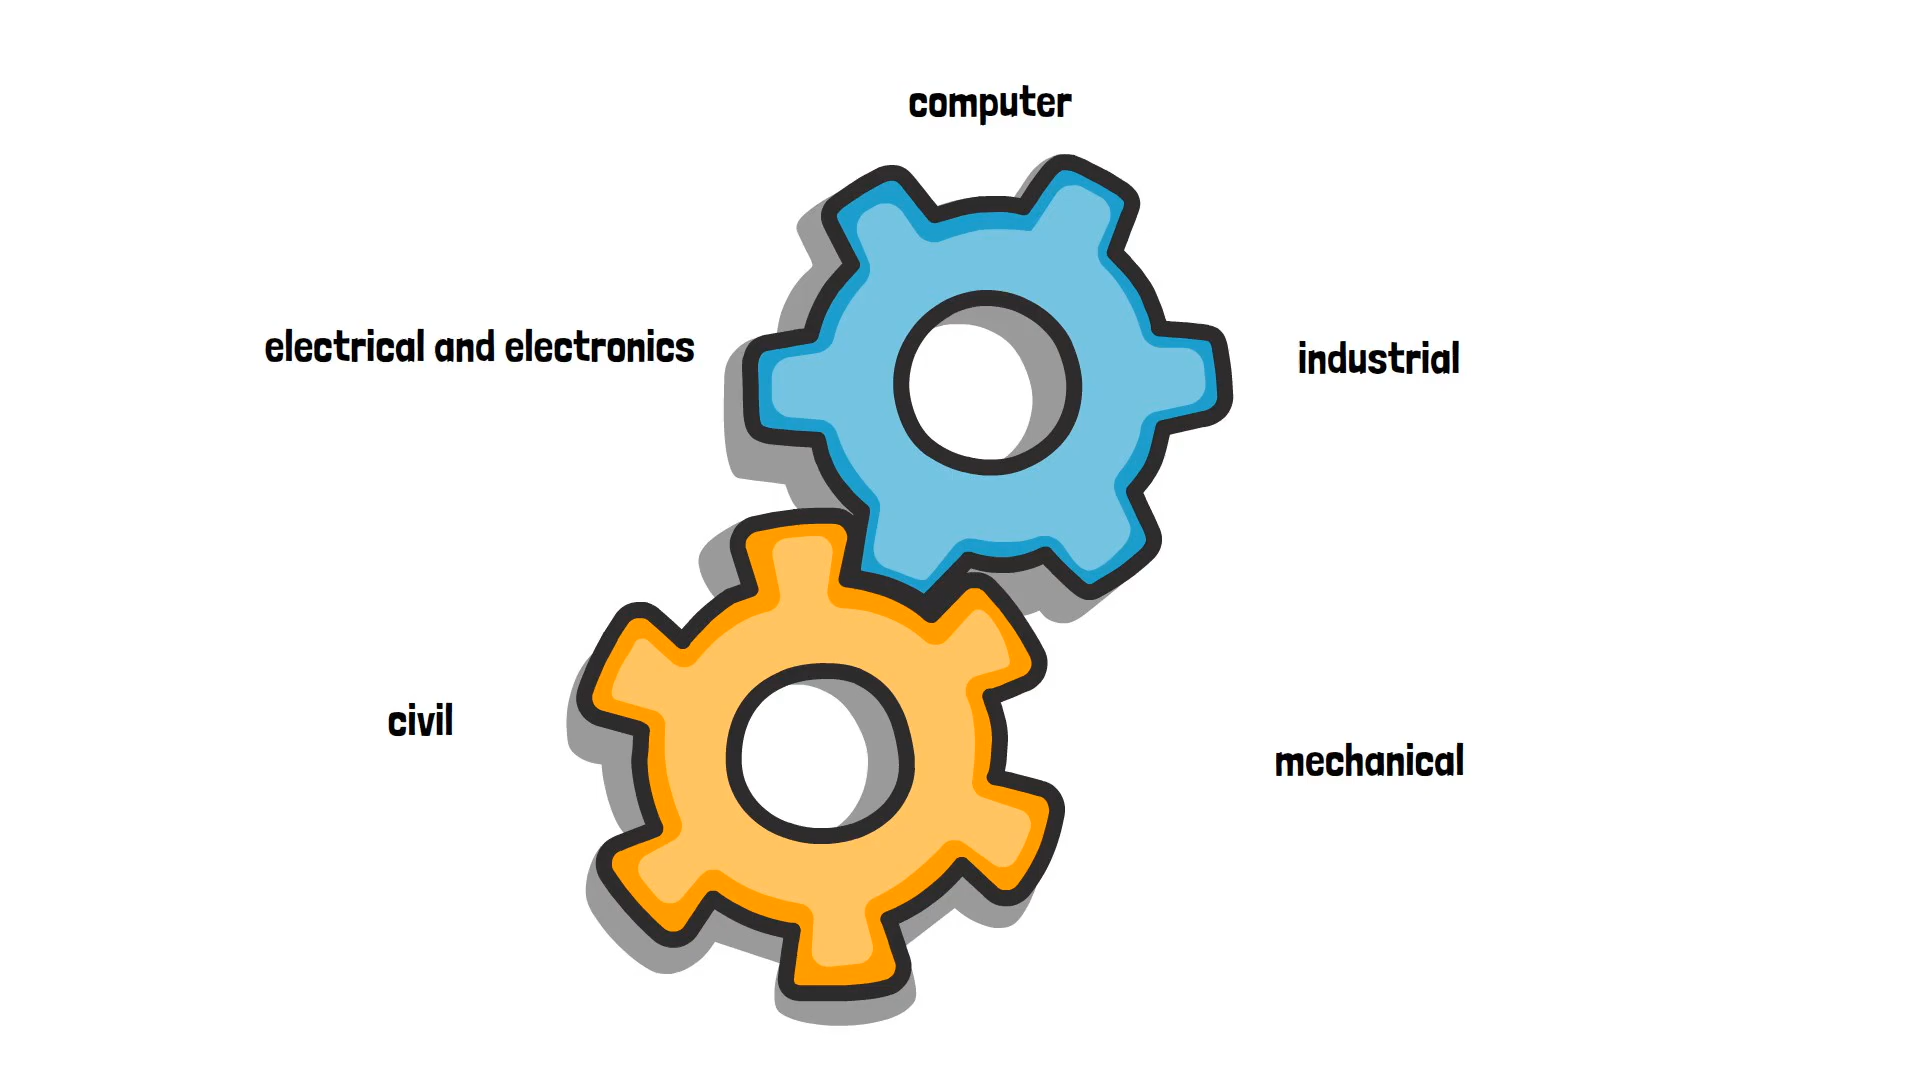 computer
electrical and electronics
industrial
civil
mechanical